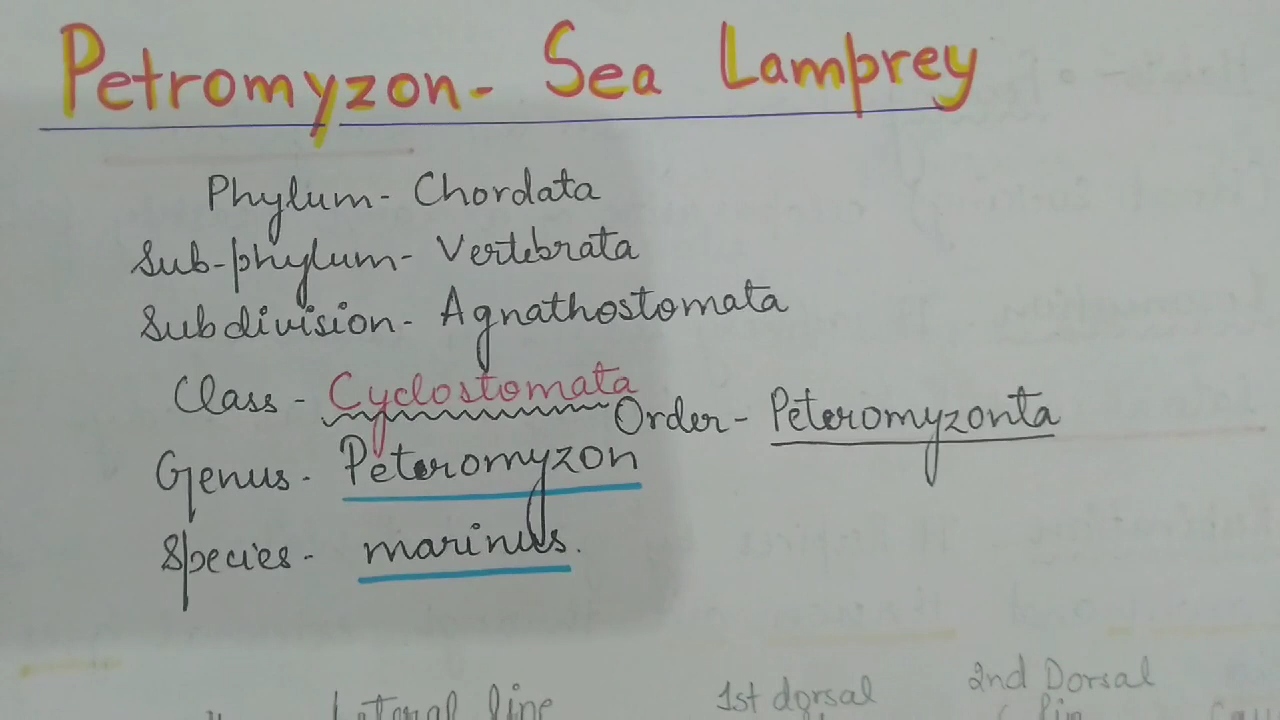 Petromyzon- Sea Lamprey
Phylum- Chordata
Sub-phylum- Vertebrata
Subdivision- Agnathostomata
Class- Cyclostomata
Order- Peteromyzonta
Genus- Peteromyzon
Species- marinus.
Lateral line
1st dorsal
2nd Dorsal
fin